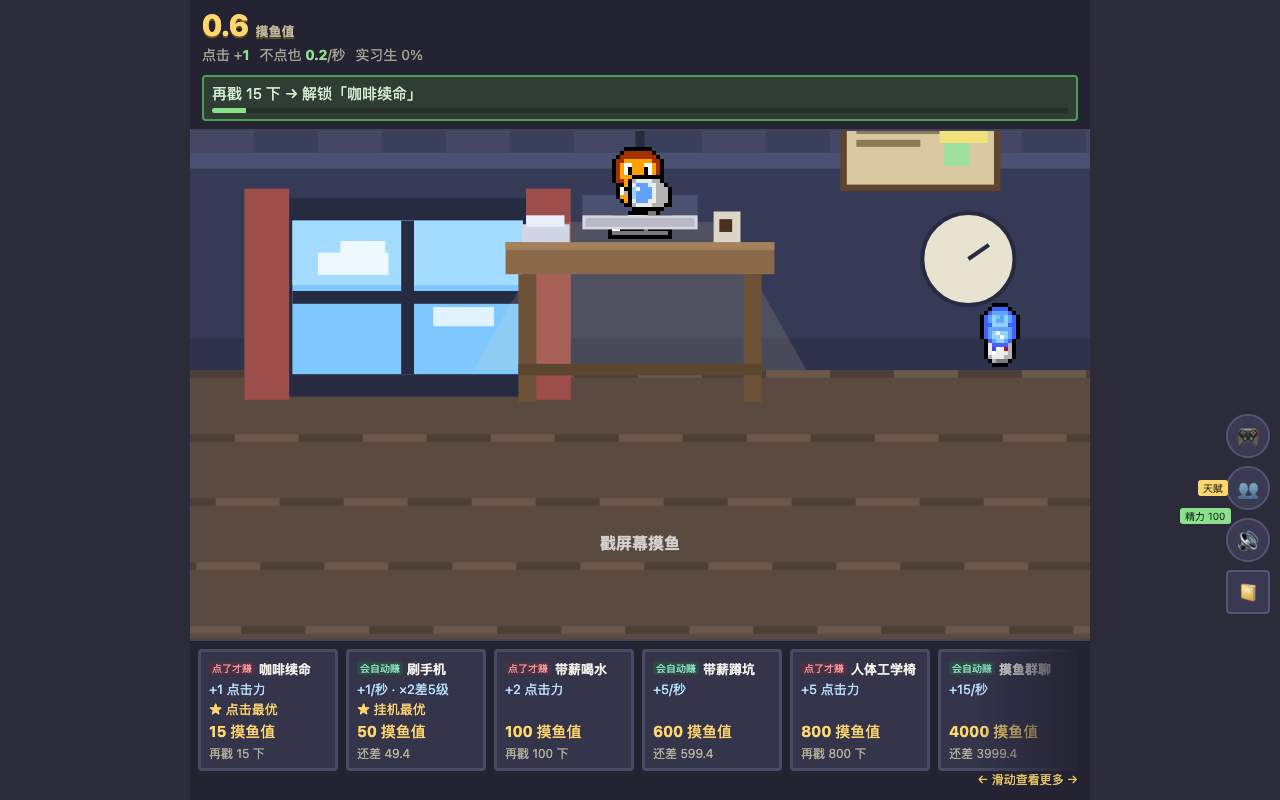 0.6 摸鱼值
点击 +1 不点也 0.2/秒 实习生 0%
再戳 15 下 → 解锁「咖啡续命」
天赋
精力 100
戳屏幕摸鱼
点了才赚 咖啡续命
+1 点击力
★ 点击最优
15 摸鱼值
再戳 15 下
会自动赚 刷手机
+1/秒 · ×2差5级
★ 挂机最优
50 摸鱼值
还差 49.4
点了才赚 带薪喝水
+2 点击力
100 摸鱼值
再戳 100 下
会自动赚 带薪蹲坑
+5/秒
600 摸鱼值
还差 599.4
点了才赚 人体工学椅
+5 点击力
800 摸鱼值
再戳 800 下
会自动赚 摸鱼群聊
+15/秒
4000 摸鱼值
还差 3999.4
← 滑动查看更多 →